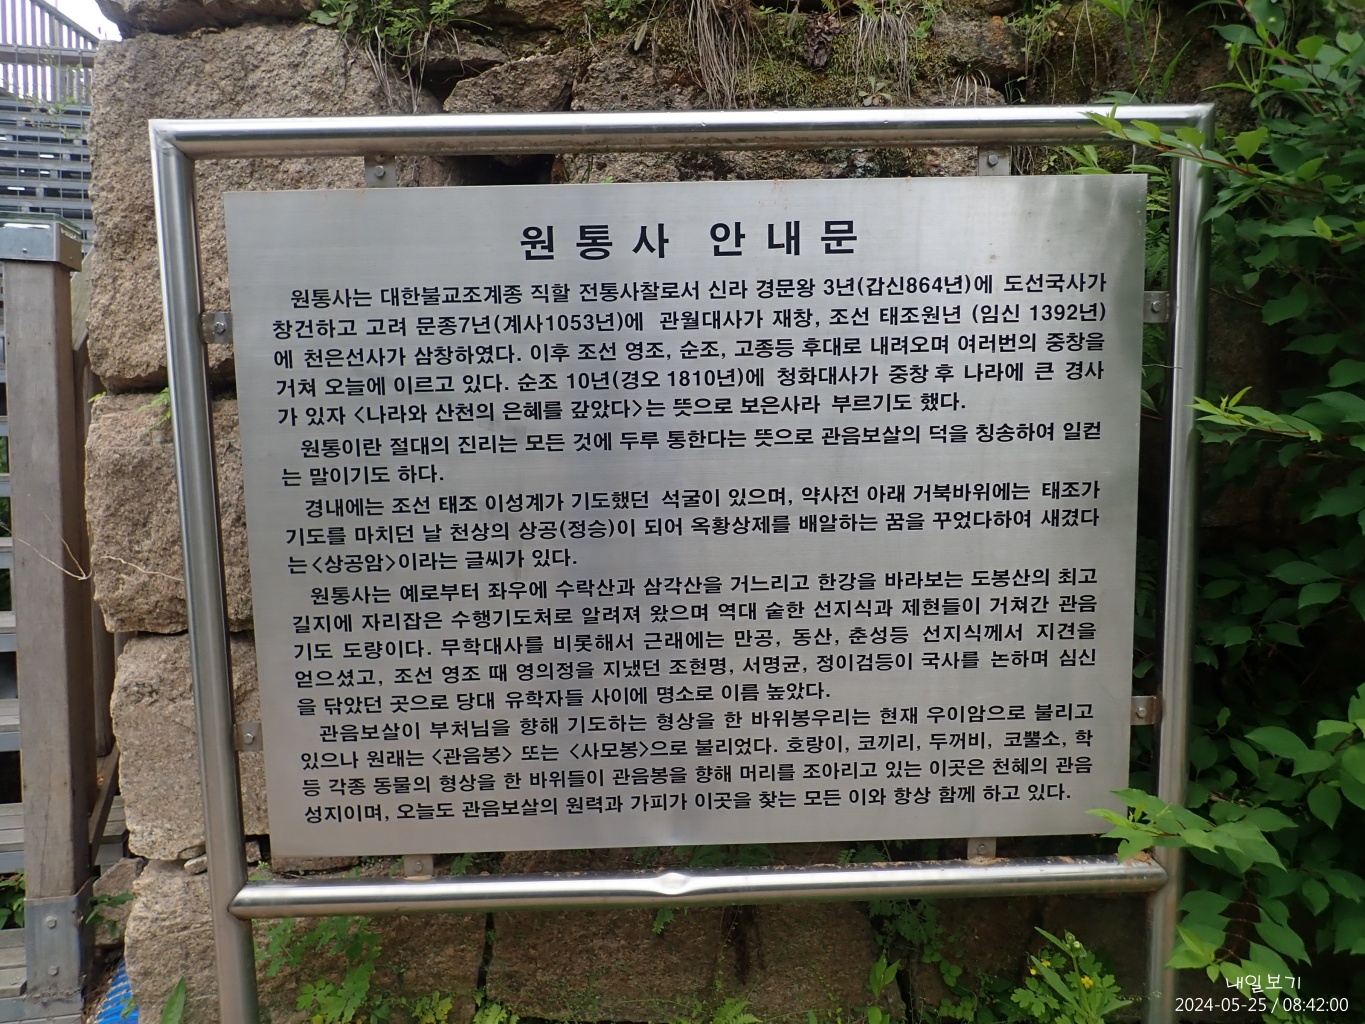 원통사 안내문
원통사는 대한불교조계종 직할 전통사찰로서 신라 경문왕 3년(갑신864년)에 도선국사가
창건하고 고려 문종7년(계사1053년)에 관월대사가 재창, 조선 태조원년 (임신 1392년)
에 천은선사가 삼창하였다. 이후 조선 영조, 순조, 고종등 후대로 내려오며 여러번의 중창을
거쳐 오늘에 이르고 있다. 순조 10년(경오 1810년)에 청화대사가 중창 후 나라에 큰 경사
가 있자 <나라와 산천의 은혜를 갚았다>는 뜻으로 보은사라 부르기도 했다.
원통이란 절대의 진리는 모든 것에 두루 통한다는 뜻으로 관음보살의 덕을 칭송하여 일컫
는 말이기도 하다.
경내에는 조선 태조 이성계가 기도했던 석굴이 있으며, 약사전 아래 거북바위에는 태조가
기도를 마치던 날 천상의 상공(정승)이 되어 옥황상제를 배알하는 꿈을 꾸었다하여 새겼다
는 <상공암>이라는 글씨가 있다.
원통사는 예로부터 좌우에 수락산과 삼각산을 거느리고 한강을 바라보는 도봉산의 최고
길지에 자리잡은 수행기도처로 알려져 왔으며 역대 숱한 선지식과 제현들이 거쳐간 관음
기도 도량이다. 무학대사를 비롯해서 근래에는 만공, 동산, 춘성등 선지식께서 지견을
얻으셨고, 조선 영조 때 영의정을 지냈던 조현명, 서명균, 정이검등이 국사를 논하며 심신
을 닦았던 곳으로 당대 유학자들 사이에 명소로 이름 높았다.
관음보살이 부처님을 향해 기도하는 형상을 한 바위봉우리는 현재 우이암으로 불리고
있으나 원래는 <관음봉> 또는 <사모봉>으로 불리었다. 호랑이, 코끼리, 두꺼비, 코뿔소, 학
등 각종 동물의 형상을 한 바위들이 관음봉을 향해 머리를 조아리고 있는 이곳은 천혜의 관음
성지이며, 오늘도 관음보살의 원력과 가피가 이곳을 찾는 모든 이와 항상 함께 하고 있다.
내일보기
2024-05-25 / 08:42:00